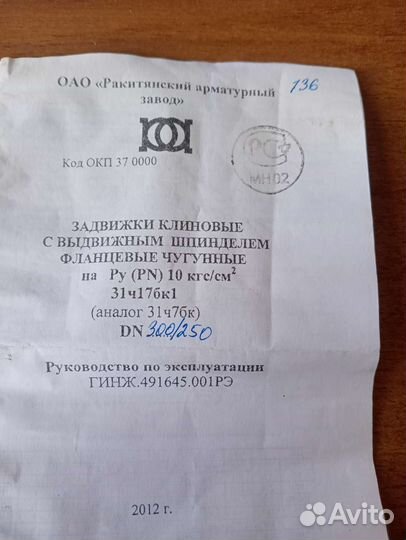 ОАО «Ракитянский арматурный
завод»
136
Код ОКП 37 0000
РС
МН02
ЗАДВИЖКИ КЛИНОВЫЕ
С ВЫДВИЖНЫМ ШПИНДЕЛЕМ
ФЛАНЦЕВЫЕ ЧУГУННЫЕ
на Ру (PN) 10 кгс/см²
31ч17бк1
(аналог 31ч7бк)
DN 300/250
Руководство по эксплуатации
ГИНЖ.491645.001РЭ
2012 г.
Avito